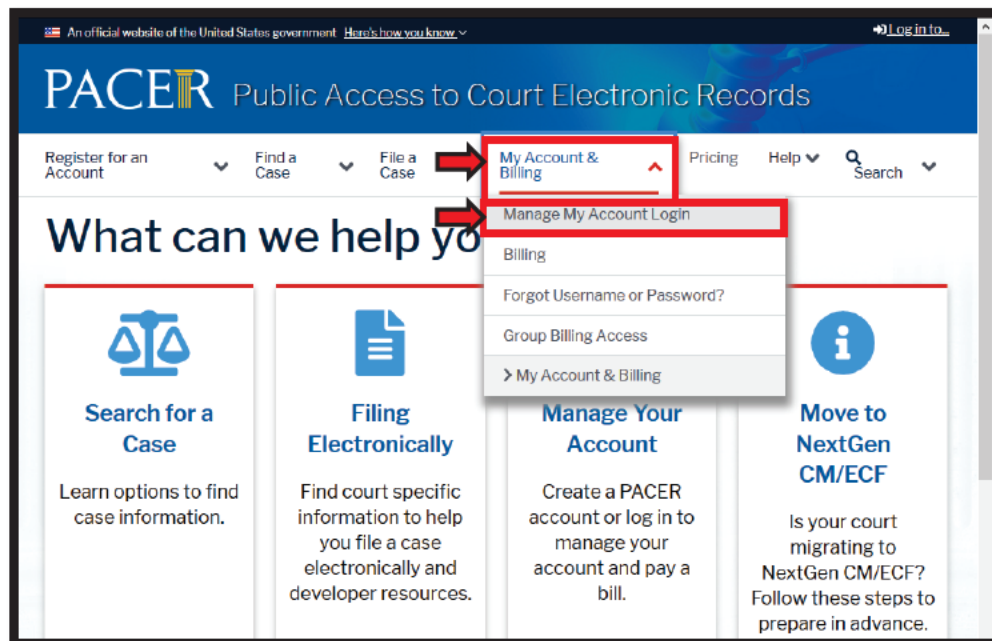 An official website of the United States government Here's how you know
Log in to...
PACER Public Access to Court Electronic Records
Register for an
Account
Find a
Case
File a
Case
My Account &
Billing
Pricing
Help
Search
Manage My Account Login
Billing
Forgot Username or Password?
Group Billing Access
My Account & Billing
What can we help yo
Search for a
Case
Learn options to find
case information.
Filing
Electronically
Find court specific
information to help
you file a case
electronically and
developer resources.
Manage Your
Account
Create a PACER
account or log in to
manage your
account and pay a
bill.
Move to
NextGen
CM/ECF
Is your court
migrating to
NextGen CM/ECF?
Follow these steps to
prepare in advance.